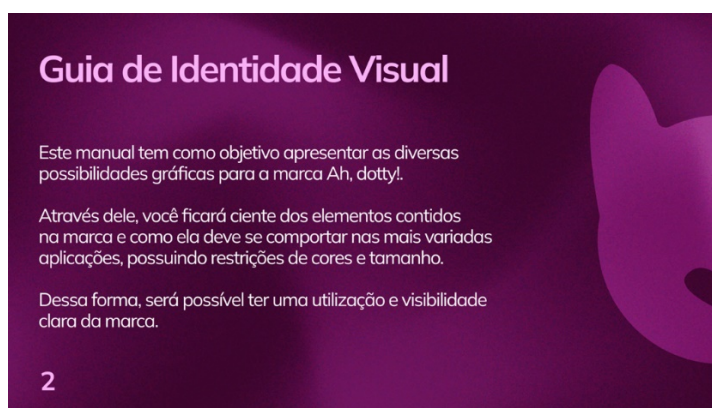 Guia de Identidade Visual
Este manual tem como objetivo apresentar as diversas
possibilidades gráficas para a marca Ah, dotty!.
Através dele, você ficará ciente dos elementos contidos
na marca e como ela deve se comportar nas mais variadas
aplicações, possuindo restrições de cores e tamanho.
Dessa forma, será possível ter uma utilização e visibilidade
clara da marca.
2